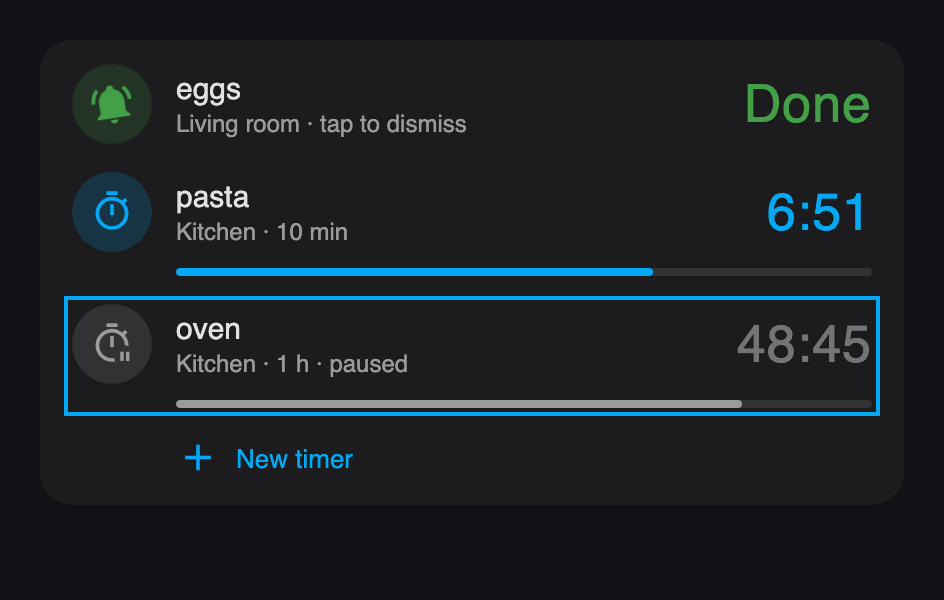 eggs
Living room · tap to dismiss
Done
pasta
Kitchen · 10 min
6:51
oven
Kitchen · 1 h · paused
48:45
New timer